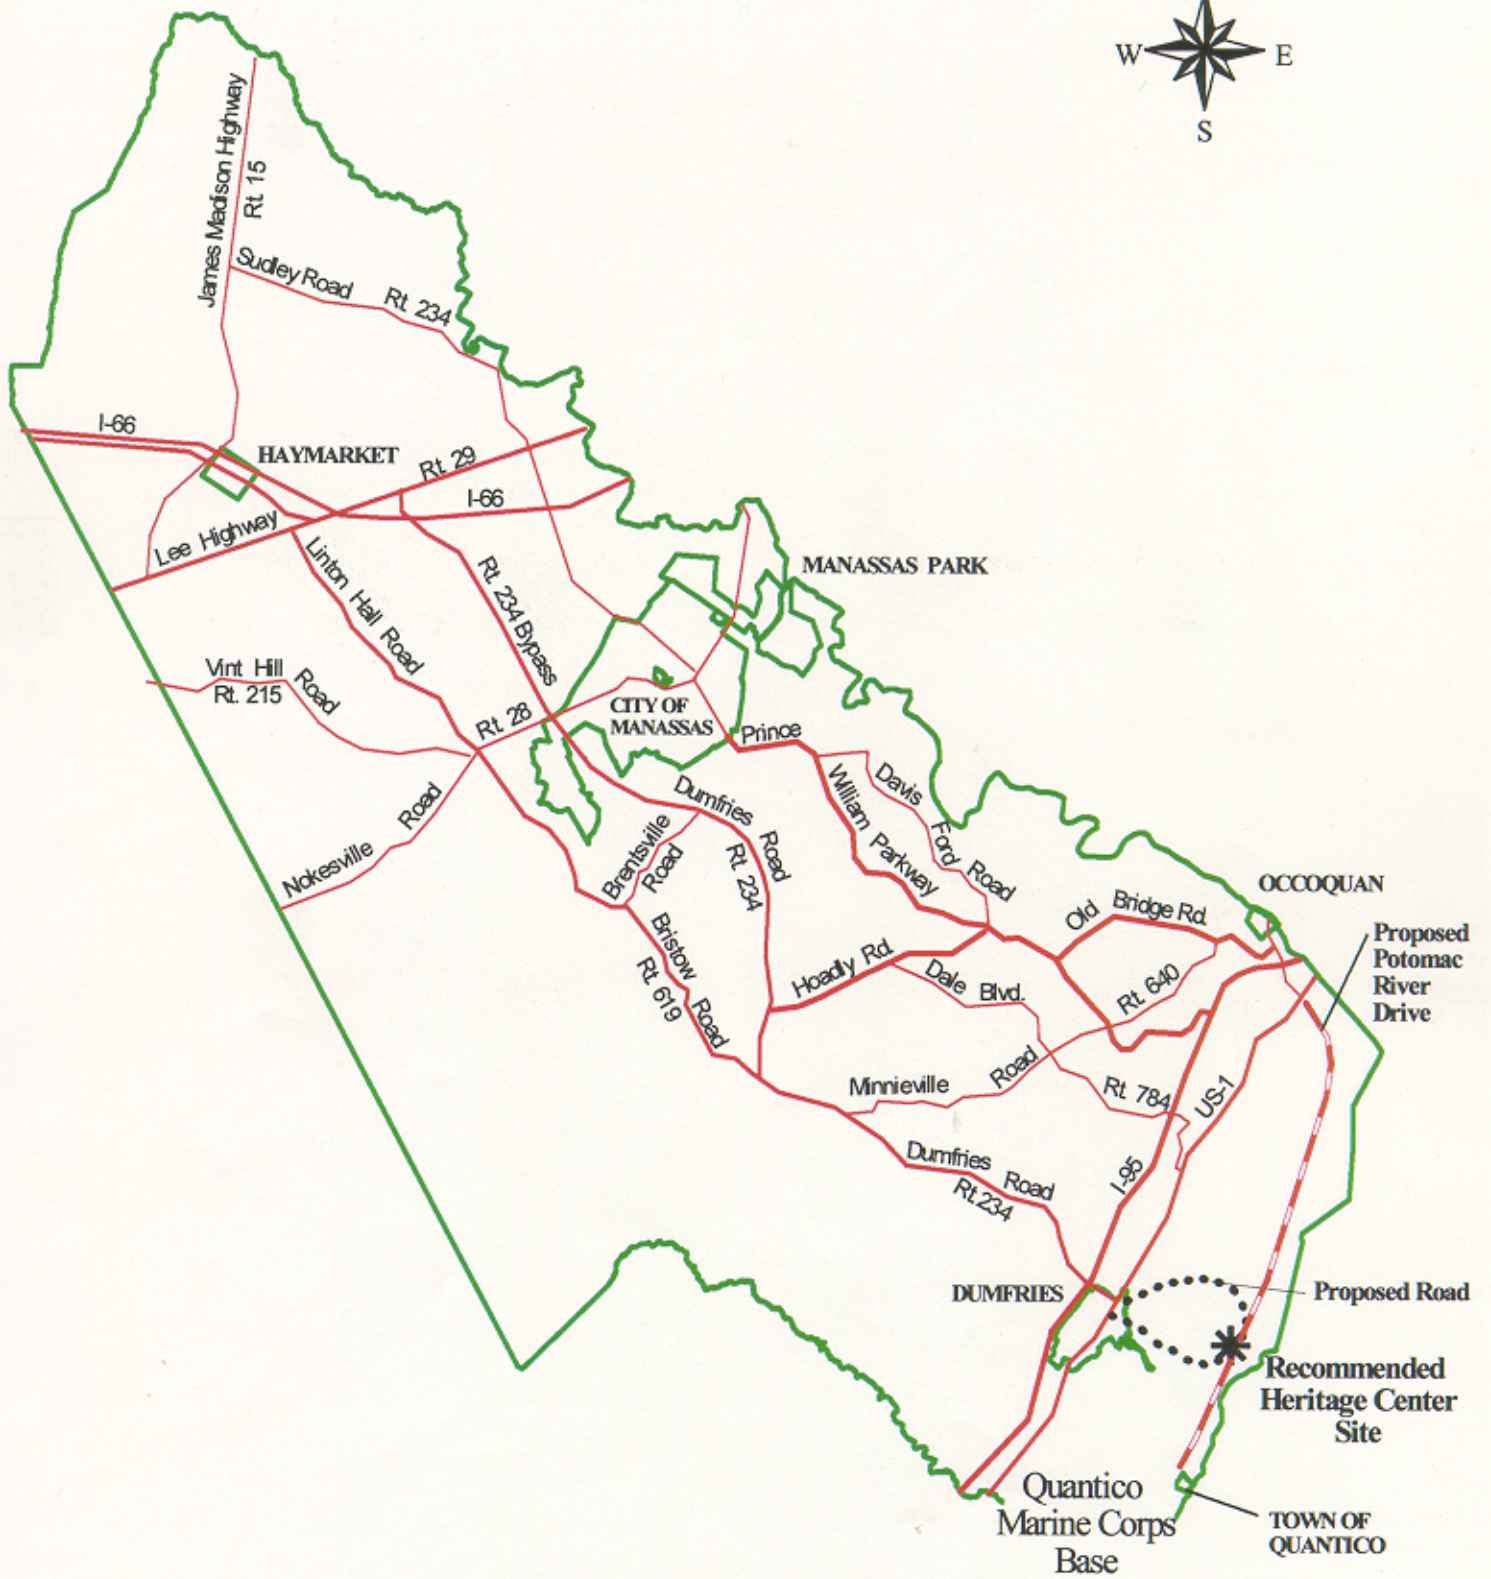 W
E
S
James Madison Highway
Rt. 15
Sudley Road
Rt. 234
I-66
HAYMARKET
Rt. 29
I-66
Lee Highway
Linton Hall Road
Rt. 234 Bypass
MANASSAS PARK
Vint Hill Road
Rt. 215
Rt. 28
CITY OF
MANASSAS
Prince William Parkway
Davis Ford Road
Nokesville Road
Dumfries Road
Rt. 234
Brentsville
Road
Bristow Road
Rt. 619
OCCOQUAN
Old Bridge Rd.
Proposed
Potomac
River
Drive
Hoadly Rd.
Dale Blvd.
Rt. 640
Minnieville Road
Rt. 784
US-1
I-95
Dumfries Road
Rt. 234
DUMFRIES
Proposed Road
Recommended
Heritage Center
Site
Quantico
Marine Corps
Base
TOWN OF
QUANTICO